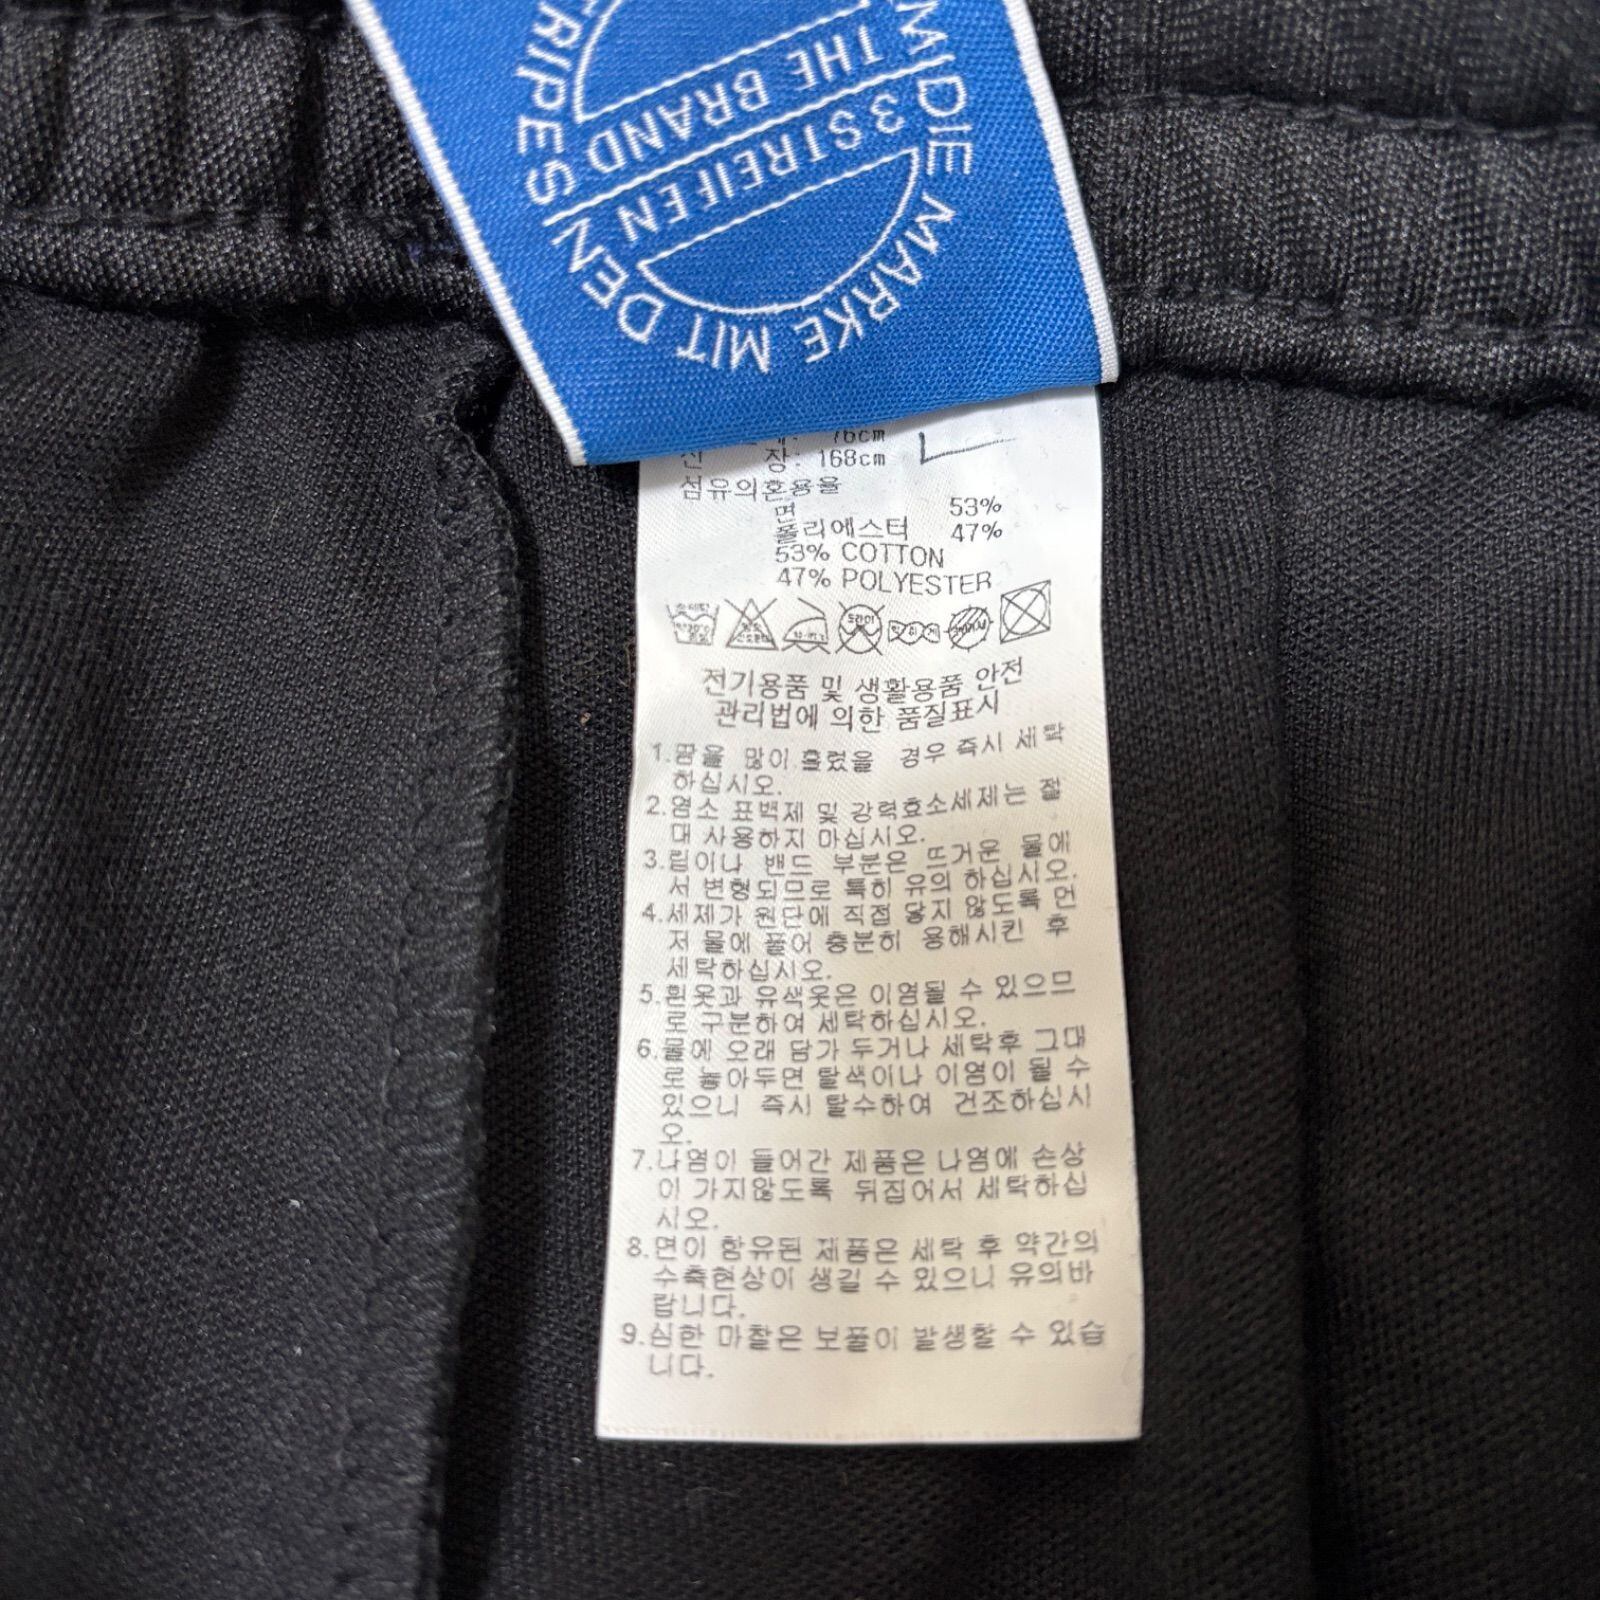 TRIPES
THE BRAND
3 STREIFEN
M DIE MARKE MIT DEN
76cm
장: 168cm
섬유의혼용율
면 53%
폴리에스터 47%
53% COTTON
47% POLYESTER
드라이
전기용품 및 생활용품 안전
관리법에 의한 품질표시
1.땀을 많이 흘렸을 경우 즉시 세탁
하십시오.
2.염소 표백제 및 강력효소세제는 절
대 사용하지 마십시오.
3.립이나 밴드 부분은 뜨거운 물에
서 변형되므로 특히 유의 하십시오.
4.세제가 원단에 직접 닿지 않도록 먼
저 물에 풀어 충분히 용해시킨 후
세탁하십시오.
5.흰옷과 유색옷은 이염될 수 있으므
로 구분하여 세탁하십시오.
6.물에 오래 담가 두거나 세탁후 그대
로 놓아두면 탈색이나 이염이 될 수
있으니 즉시 탈수하여 건조하십시
오.
7.나염이 들어간 제품은 나염에 손상
이 가지않도록 뒤집어서 세탁하십
시오.
8.면이 함유된 제품은 세탁 후 약간의
수축현상이 생길 수 있으니 유의바
랍니다.
9.심한 마찰은 보풀이 발생할 수 있습
니다.